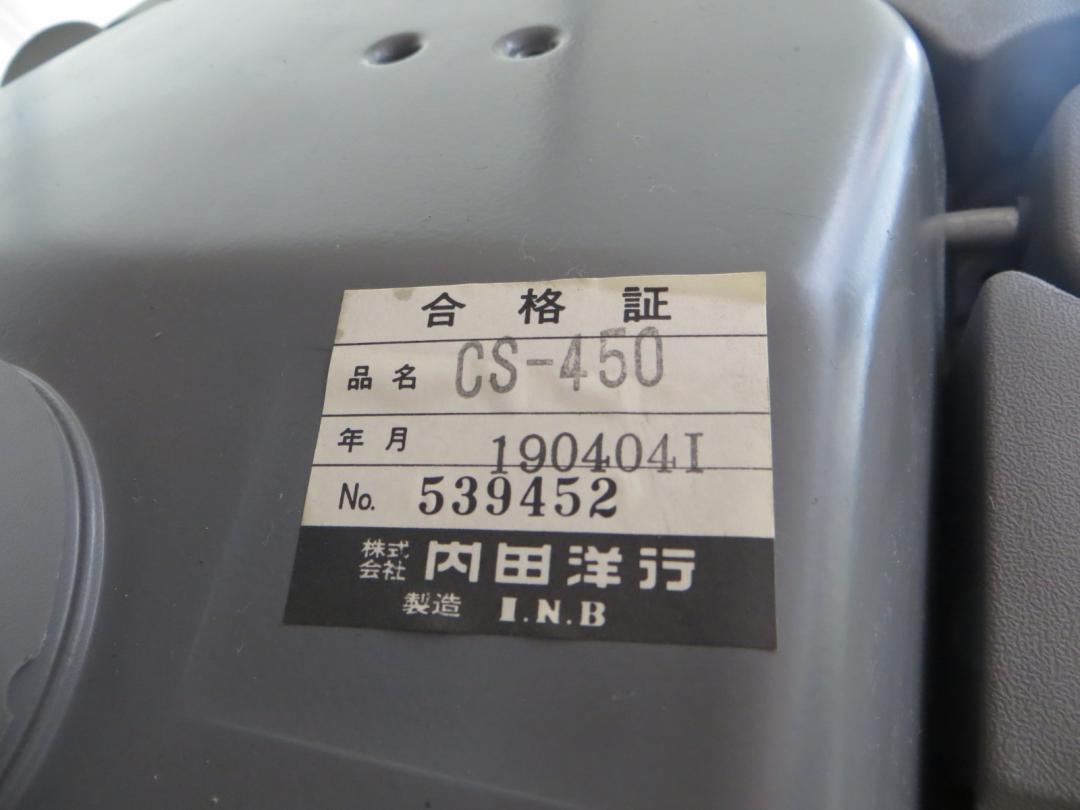 合格証
品名 CS-450
年月 1904041
No. 539452
株式会社 内田洋行
製造 I.N.B